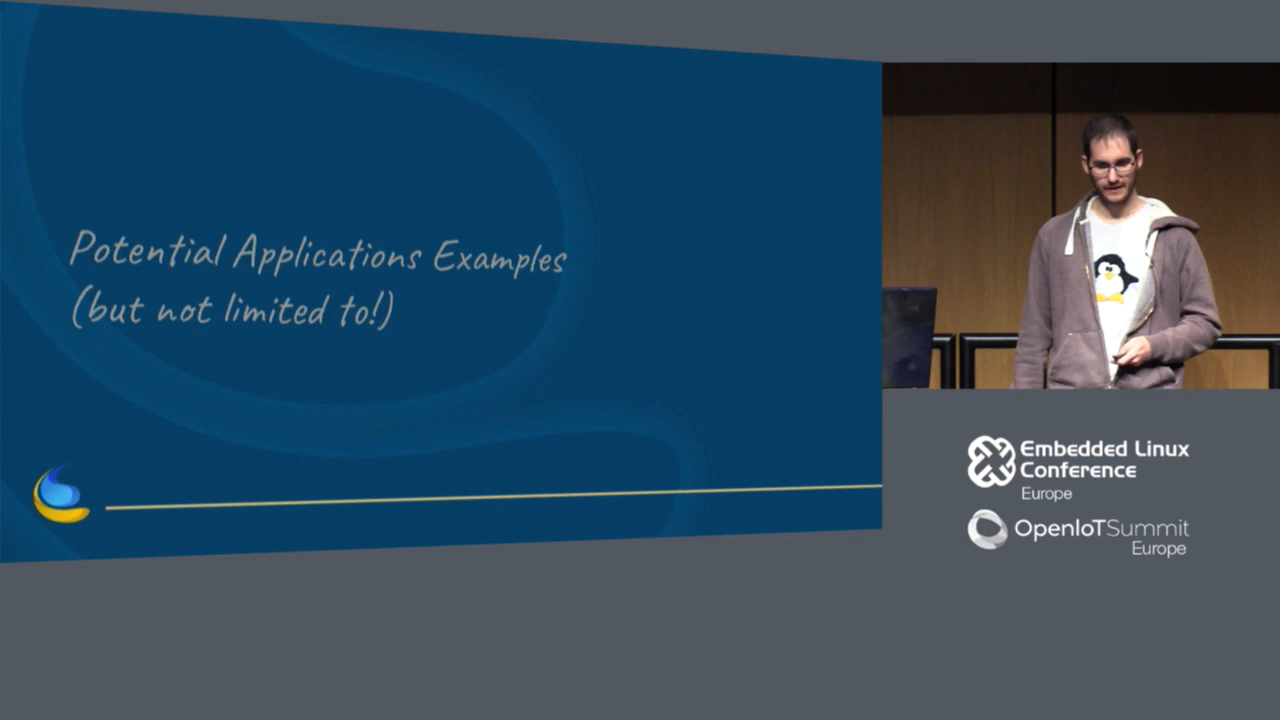 Potential Applications Examples
(but not limited to!)
Embedded Linux
Conference
Europe
OpenIoTSummit
Europe